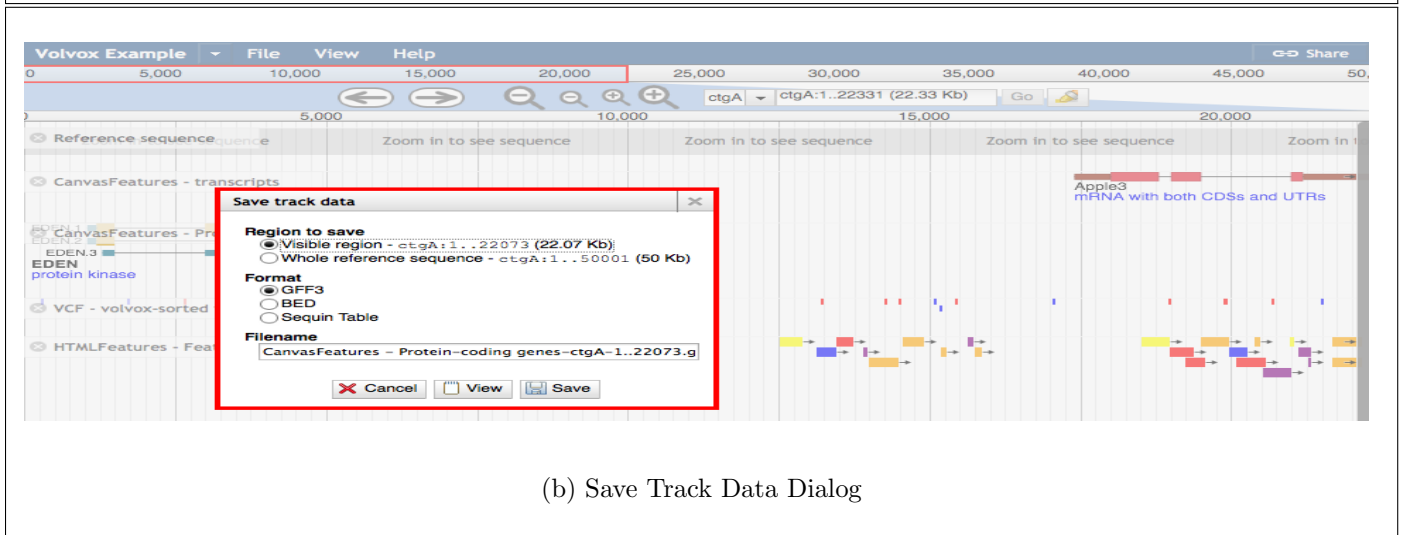 Volvox Example File View Help Share
0 5,000 10,000 15,000 20,000 25,000 30,000 35,000 40,000 45,000 50,
ctgA ctgA:1..22331 (22.33 Kb) Go
5,000 10,000 15,000 20,000
Reference sequence Zoom in to see sequence Zoom in to see sequence Zoom in to see sequence Zoom in
CanvasFeatures - transcripts
Apple3
mRNA with both CDSs and UTRs
Save track data
EDEN.1
CanvasFeatures - Pr
EDEN.2
EDEN.3
EDEN
protein kinase
Region to save
Visible region - ctgA:1..22073 (22.07 Kb)
Whole reference sequence - ctgA:1..50001 (50 Kb)
Format
GFF3
BED
Sequin Table
VCF - volvox-sorted
Filename
HTMLFeatures - Feat
CanvasFeatures - Protein-coding genes-ctgA-1..22073.g
Cancel View Save
(b) Save Track Data Dialog